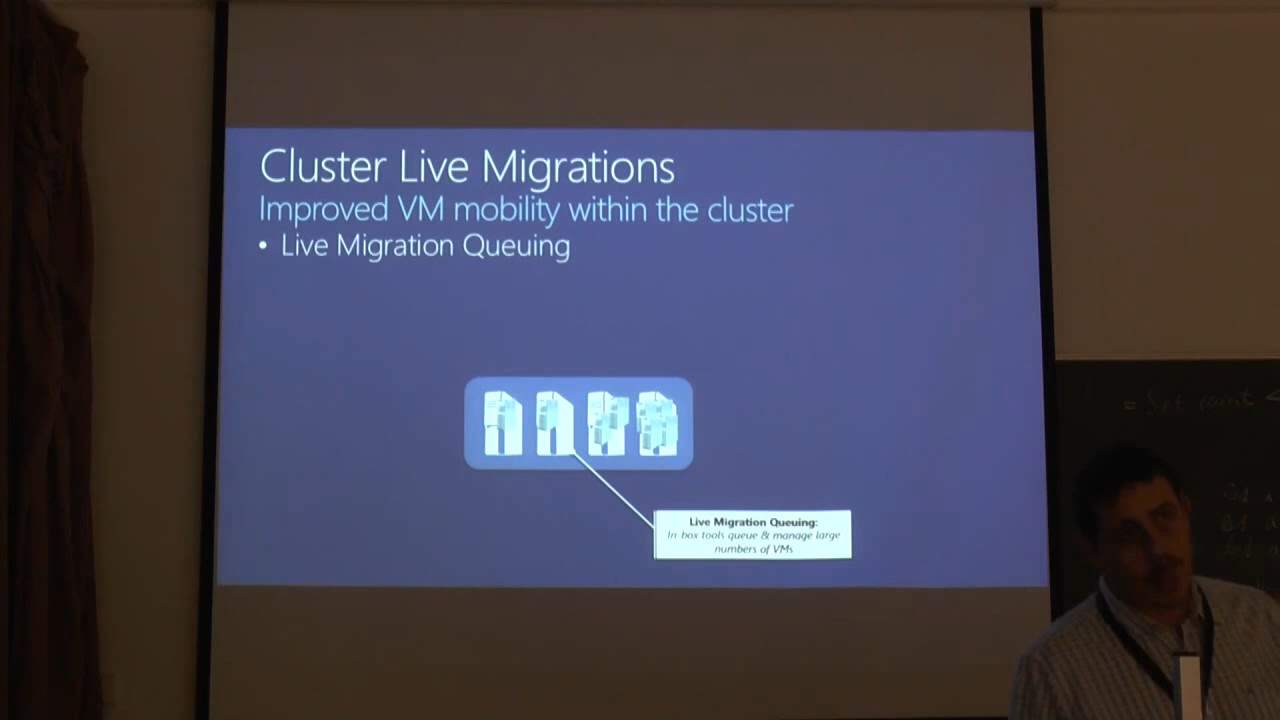 Cluster Live Migrations
Improved VM mobility within the cluster
• Live Migration Queuing
Live Migration Queuing:
In-box tools queue & manage large
numbers of VMs